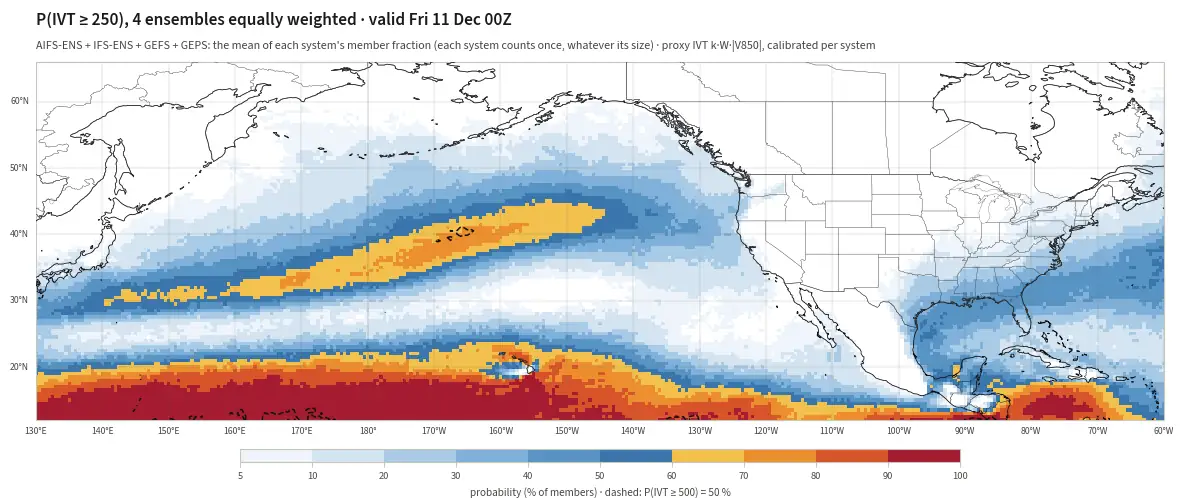 P(IVT ≥ 250), 4 ensembles equally weighted · valid Fri 11 Dec 00Z
AIFS-ENS + IFS-ENS + GEFS + GEPS: the mean of each system's member fraction (each system counts once, whatever its size) · proxy IVT k·W·|V850|, calibrated per system
60°N
50°N
40°N
30°N
20°N
130°E 140°E 150°E 160°E 170°E 180° 170°W 160°W 150°W 140°W 130°W 120°W 110°W 100°W 90°W 80°W 70°W 60°W
5 10 20 30 40 50 60 70 80 90 100
probability (% of members) · dashed: P(IVT ≥ 500) = 50 %